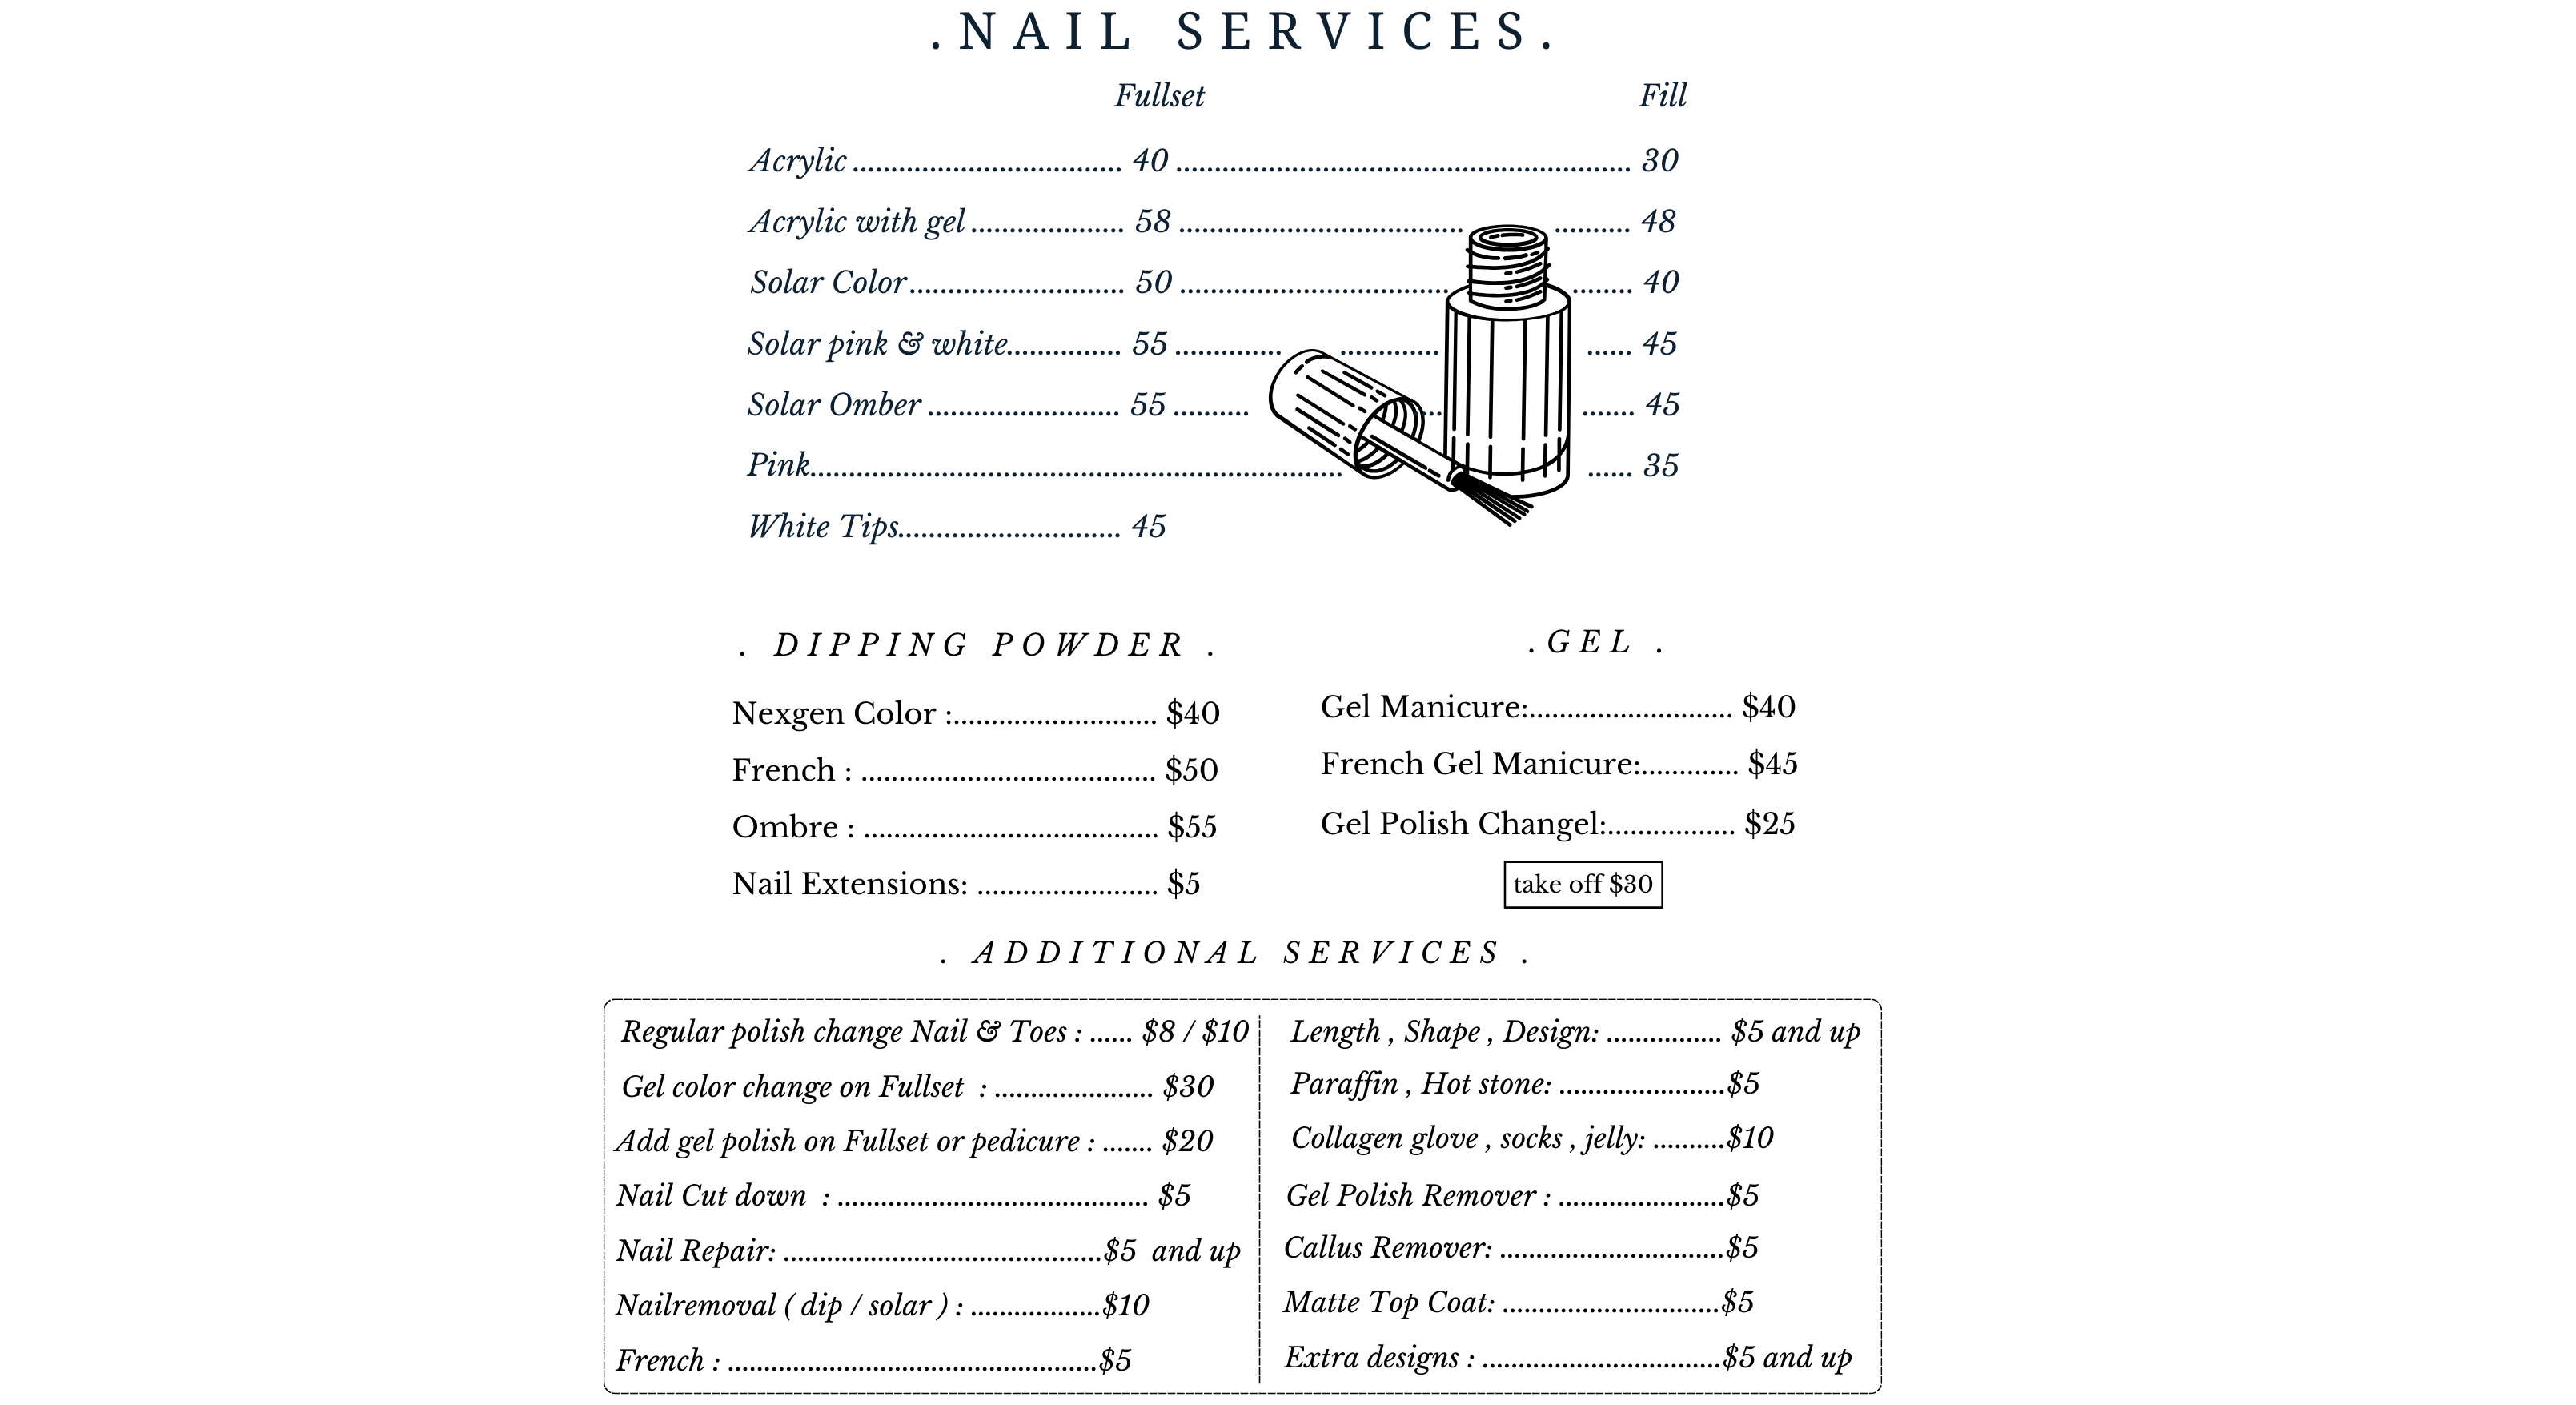 .NAIL SERVICES.
Fullset Fill
Acrylic ................................... 40 ........................................................... 30
Acrylic with gel .................... 58 ..................................... .......... 48
Solar Color............................ 50 ................................... ........ 40
Solar pink & white............... 55 .............. ............. ...... 45
Solar Omber ......................... 55 .......... .... ....... 45
Pink..................................................................... ...... 35
White Tips............................. 45
. DIPPING POWDER .
Nexgen Color :........................... $40
French : ....................................... $50
Ombre : ....................................... $55
Nail Extensions: ........................ $5
.GEL .
Gel Manicure:........................... $40
French Gel Manicure:............. $45
Gel Polish Changel:................. $25
take off $30
. ADDITIONAL SERVICES .
Regular polish change Nail & Toes : ...... $8 / $10
Gel color change on Fullset : ...................... $30
Add gel polish on Fullset or pedicure : ....... $20
Nail Cut down : ........................................... $5
Nail Repair: ............................................$5 and up
Nailremoval ( dip / solar ) : ..................$10
French : ...................................................$5
Length , Shape , Design: ................ $5 and up
Paraffin , Hot stone: .......................$5
Collagen glove , socks , jelly: ..........$10
Gel Polish Remover : .......................$5
Callus Remover: ...............................$5
Matte Top Coat: ..............................$5
Extra designs : .................................$5 and up